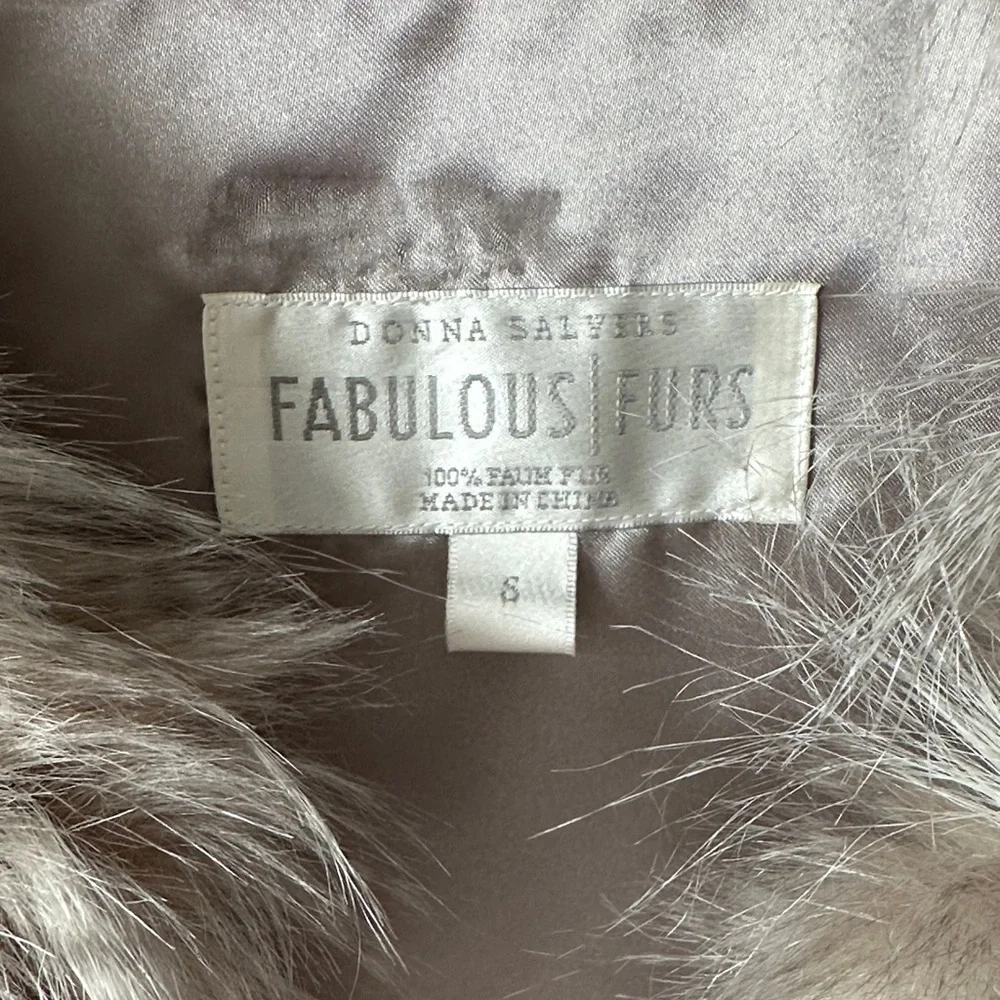 DONNA SALYERS
FABULOUS|FURS
100% FAUX FUR
MADE IN CHINA